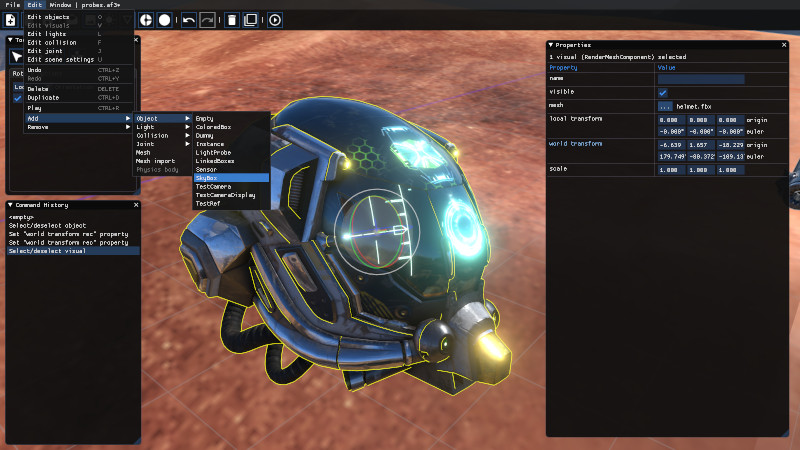 File Edit Window | probes.af3*
Edit objects O
Edit visuals V
Edit lights L
Edit collision F
Edit joint J
Edit scene settings U
Undo CTRL+Z
Redo CTRL+Y
Delete DELETE
Duplicate CTRL+D
Play CTRL+R
Add
Remove
Object
Light
Collision
Joint
Mesh
Mesh import
Physics body
Empty
ColoredBox
Dummy
Instance
LightProbe
LinkedBoxes
Sensor
SkyBox
TestCamera
TestCameraDisplay
TestRef
Command History
<empty>
Select/deselect object
Set "world transform rec" property
Set "world transform rec" property
Select/deselect visual
Properties
1 visual (RenderMeshComponent) selected
Property Value
name
visible
mesh ... helmet.fbx
local transform 0.000 0.000 0.000 origin
-0.000° -0.000° -0.000° euler
world transform -6.639 1.657 -18.229 origin
179.749° -80.372° -169.13 euler
scale 1.000 1.000 1.000